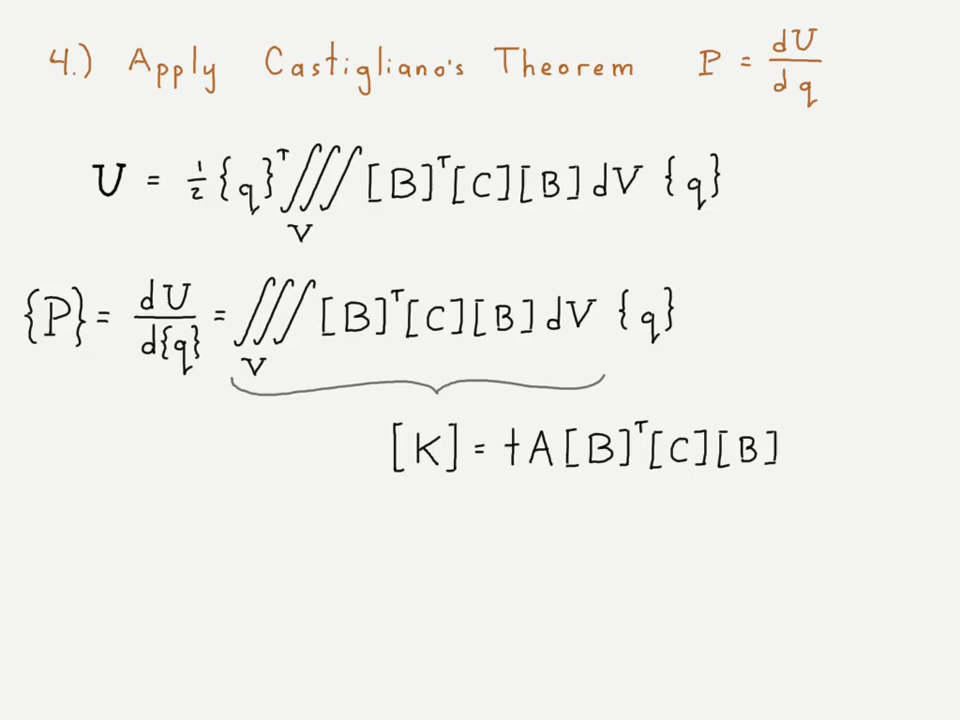 4.) Apply Castigliano's Theorem P = dU/dq
U = 1/2 {q}ᵀ ∭_V [B]ᵀ[C][B] dV {q}
{P} = dU/d{q} = ∭_V [B]ᵀ[C][B] dV {q}
[K] = tA[B]ᵀ[C][B]